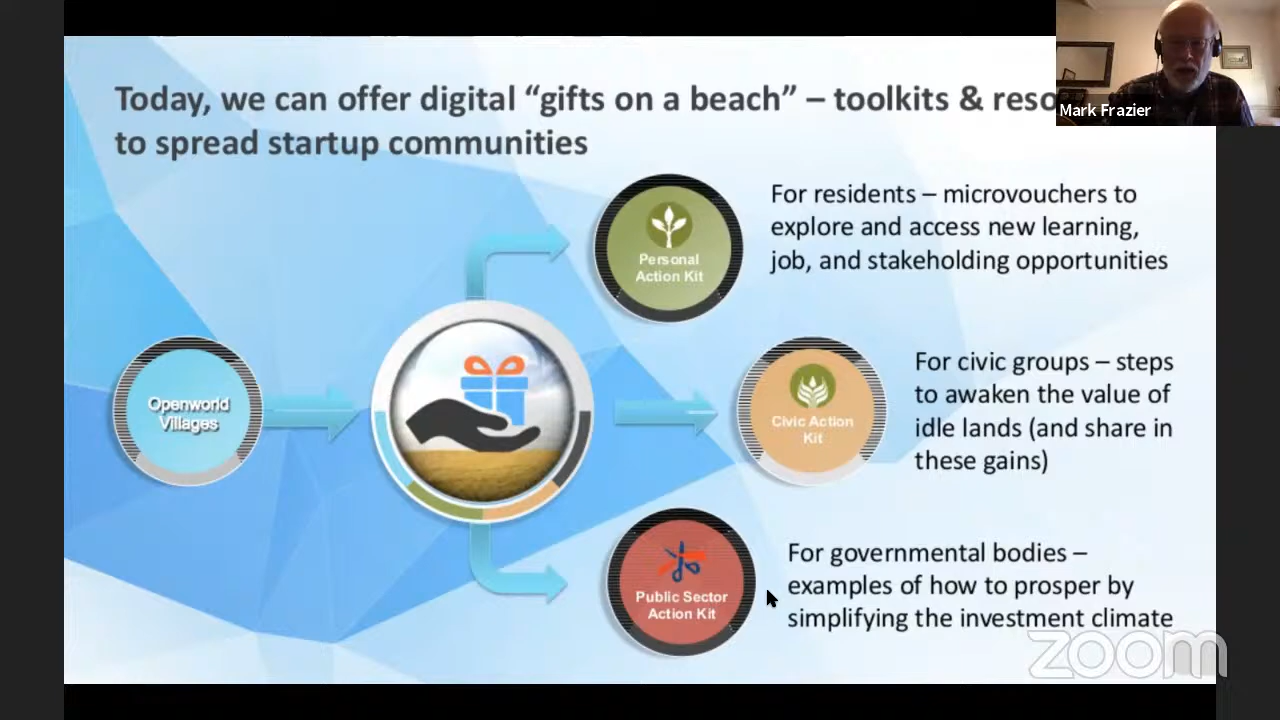 Today, we can offer digital “gifts on a beach” – toolkits &
to spread startup communities
Mark Frazier
For residents – microvouchers to
explore and access new learning,
job, and stakeholding opportunities
Personal
Action Kit
Openworld
Villages
For civic groups – steps
to awaken the value of
idle lands (and share in
these gains)
Civic Action
Kit
For governmental bodies –
examples of how to prosper by
simplifying the investment climate
Public Sector
Action Kit
zoom